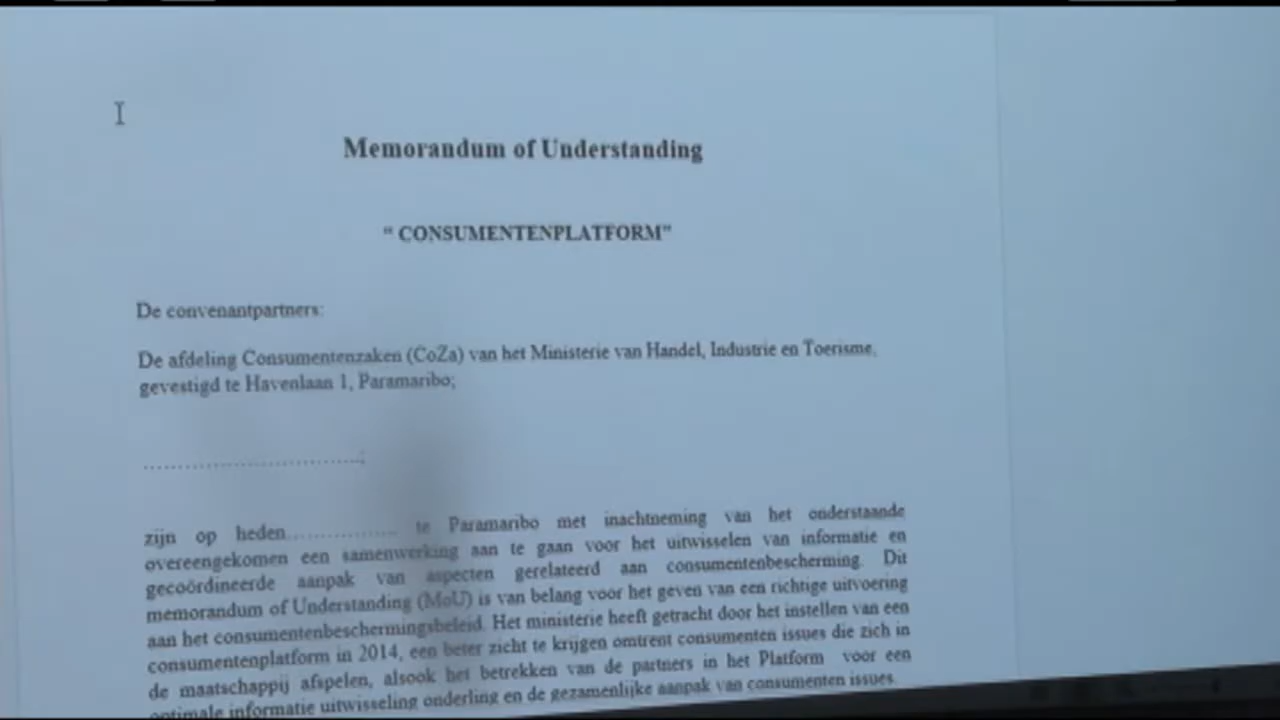 Memorandum of Understanding
“ CONSUMENTENPLATFORM”
De convenantpartners:
De afdeling Consumentenzaken (CoZa) van het Ministerie van Handel, Industrie en Toerisme,
gevestigd te Havenlaan 1, Paramaribo;
……………………………;
zijn op heden…………… te Paramaribo met inachtneming van het onderstaande
overeengekomen een samenwerking aan te gaan voor het uitwisselen van informatie en
gecoördineerde aanpak van aspecten gerelateerd aan consumentenbescherming. Dit
memorandum of Understanding (MoU) is van belang voor het geven van een richtige uitvoering
aan het consumentenbeschermingsbeleid. Het ministerie heeft getracht door het instellen van een
consumentenplatform in 2014, een beter zicht te krijgen omtrent consumenten issues die zich in
de maatschappij afspelen, alsook het betrekken van de partners in het Platform voor een
optimale informatie uitwisseling onderling en de gezamenlijke aanpak van consumenten issues.